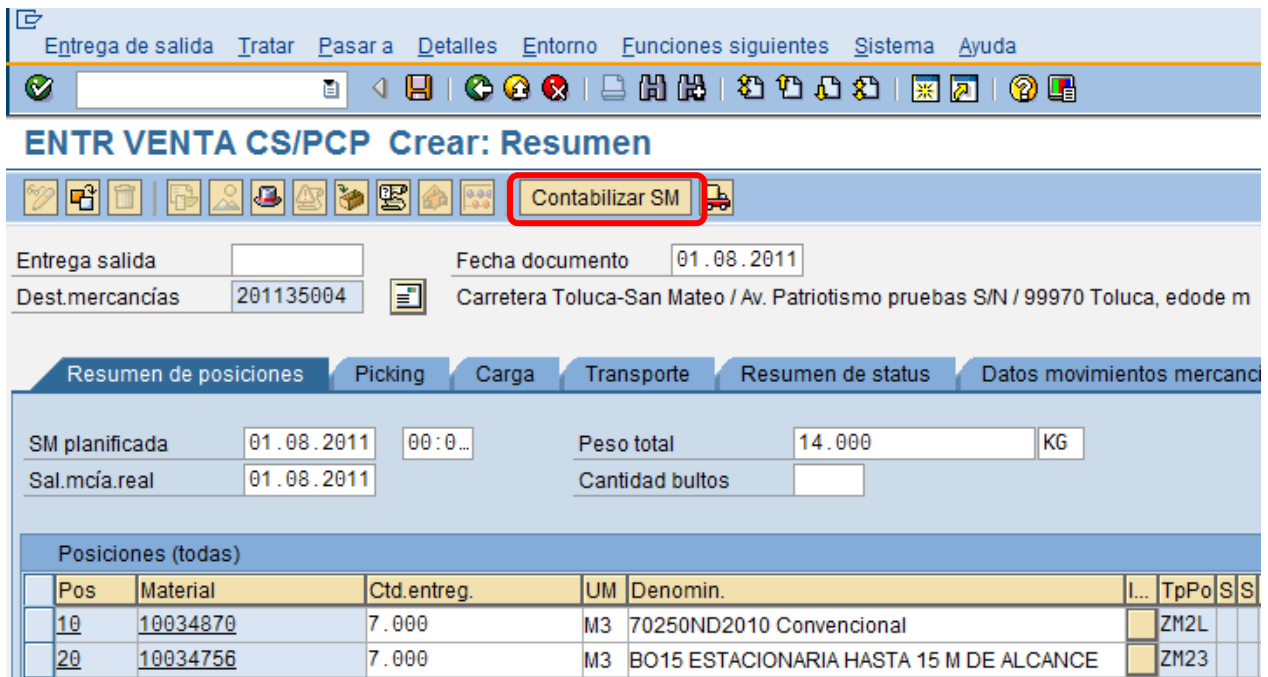 Entrega de salida Tratar Pasar a Detalles Entorno Funciones siguientes Sistema Ayuda
ENTR VENTA CS/PCP Crear: Resumen
Contabilizar SM
Entrega salida Fecha documento 01.08.2011
Dest.mercancías 201135004 Carretera Toluca-San Mateo / Av. Patriotismo pruebas S/N / 99970 Toluca, edode m
Resumen de posiciones Picking Carga Transporte Resumen de status Datos movimientos mercanci
SM planificada 01.08.2011 00:0… Peso total 14.000 KG
Sal.mcía.real 01.08.2011 Cantidad bultos
Posiciones (todas)
Pos Material Ctd.entreg. UM Denomin. I... TpPo S S
10 10034870 7.000 M3 70250ND2010 Convencional ZM2L
20 10034756 7.000 M3 BO15 ESTACIONARIA HASTA 15 M DE ALCANCE ZM23